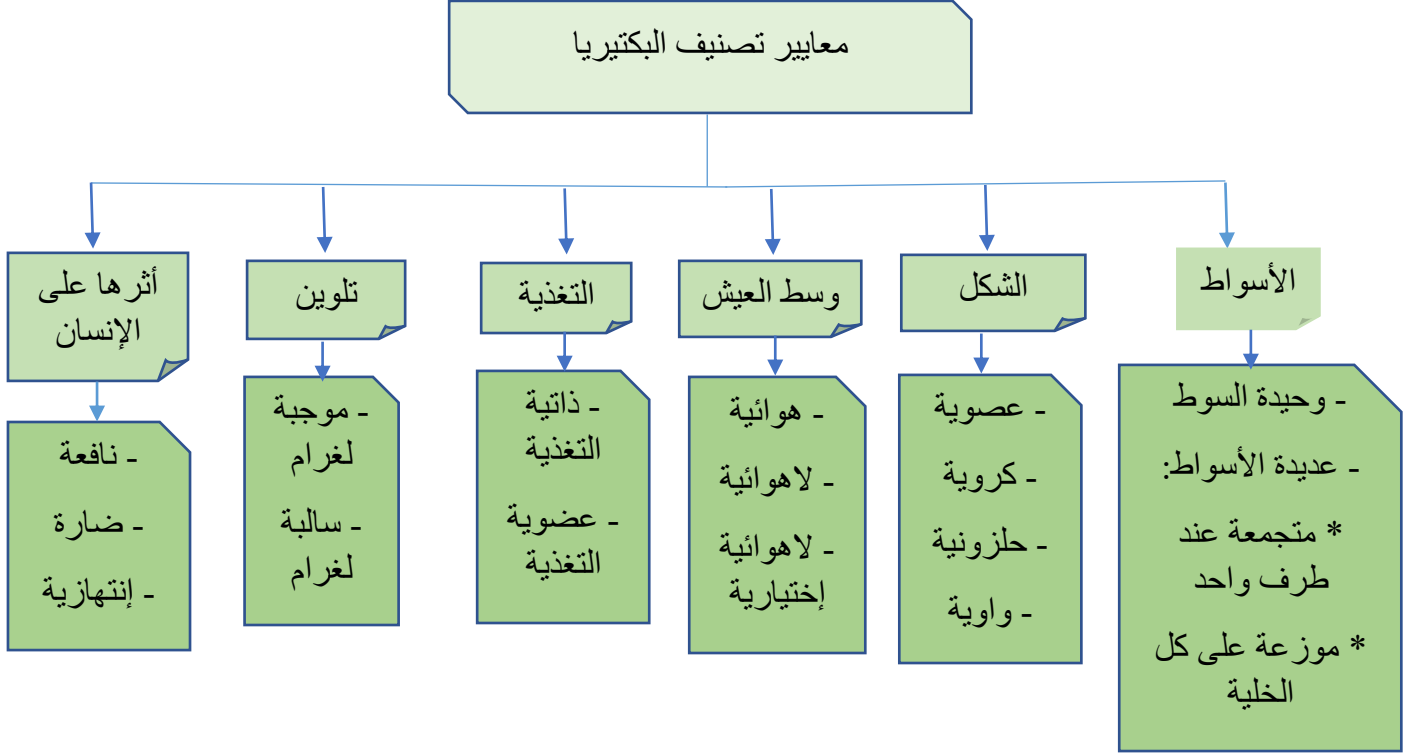 معايير تصنيف البكتيريا
الأسواط
- وحيدة السوط
- عديدة الأسواط:
* متجمعة عند
طرف واحد
* موزعة على كل
الخلية
الشكل
- عصوية
- كروية
- حلزونية
- واوية
وسط العيش
- هوائية
- لاهوائية
- لاهوائية
إختيارية
التغذية
- ذاتية
التغذية
- عضوية
التغذية
تلوين
- موجبة
لغرام
- سالبة
لغرام
أثرها على
الإنسان
- نافعة
- ضارة
- إنتهازية